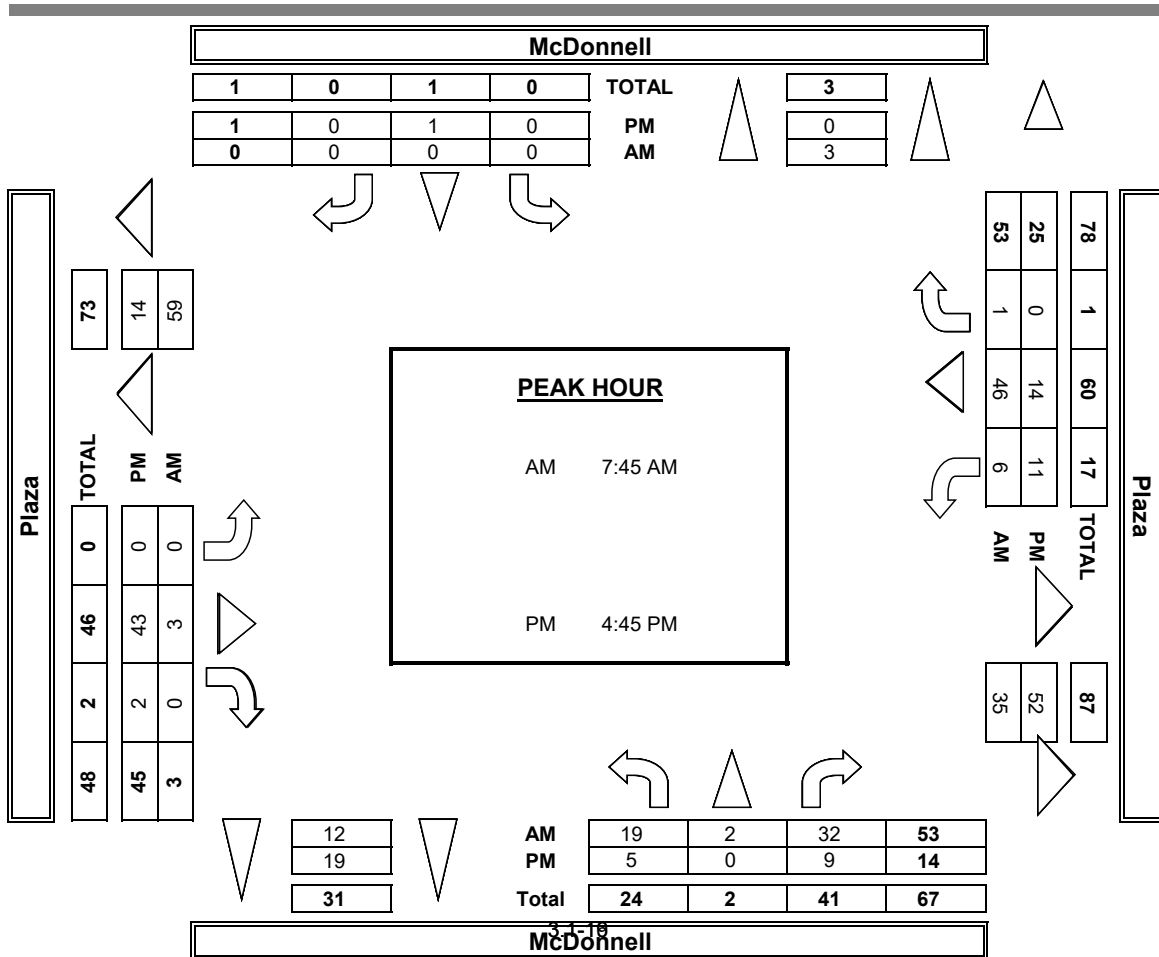 McDonnell
1 0 1 0 TOTAL 3
1 0 1 0 PM 0
0 0 0 0 AM 3
Plaza
48 2 46 0 TOTAL 73
45 2 43 0 PM 14
3 0 3 0 AM 59
PEAK HOUR
AM 7:45 AM
PM 4:45 PM
Plaza
78 1 60 17 TOTAL 87
25 0 14 11 PM 52
53 1 46 6 AM 35
12 AM 19 2 32 53
19 PM 5 0 9 14
31 Total 24 2 41 67
3.1-19
McDonnell